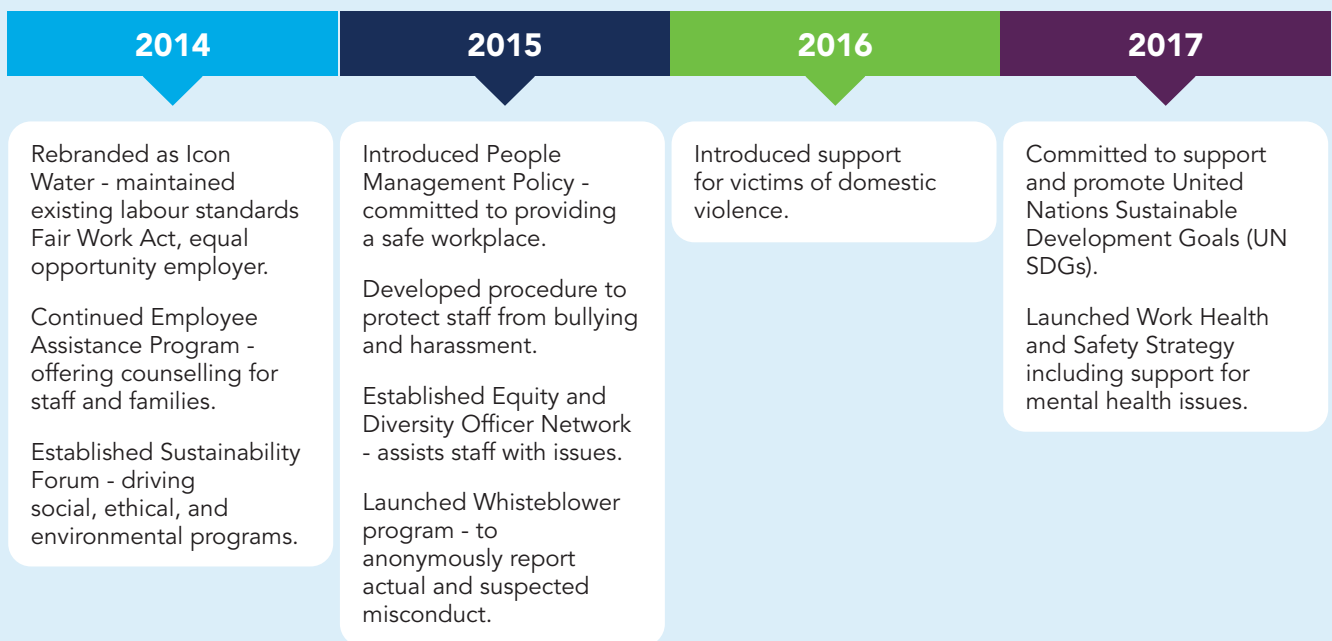 2014
Rebranded as Icon
Water - maintained
existing labour standards
Fair Work Act, equal
opportunity employer.
Continued Employee
Assistance Program -
offering counselling for
staff and families.
Established Sustainability
Forum - driving
social, ethical, and
environmental programs.
2015
Introduced People
Management Policy -
committed to providing
a safe workplace.
Developed procedure to
protect staff from bullying
and harassment.
Established Equity and
Diversity Officer Network
- assists staff with issues.
Launched Whisteblower
program - to
anonymously report
actual and suspected
misconduct.
2016
Introduced support
for victims of domestic
violence.
2017
Committed to support
and promote United
Nations Sustainable
Development Goals (UN
SDGs).
Launched Work Health
and Safety Strategy
including support for
mental health issues.